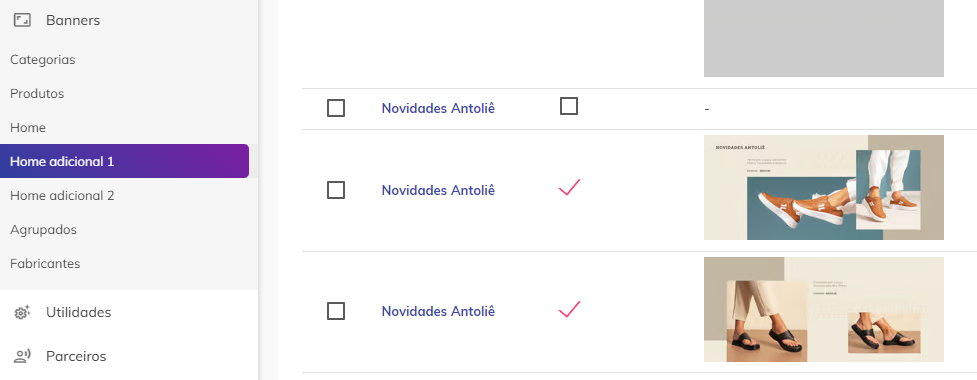 Banners
Categorias
Produtos
Home
Home adicional 1
Home adicional 2
Agrupados
Fabricantes
Utilidades
Parceiros
Novidades Antoliê
-
Novidades Antoliê
NOVIDADES ANTOLIÊ
Novidades Antoliê